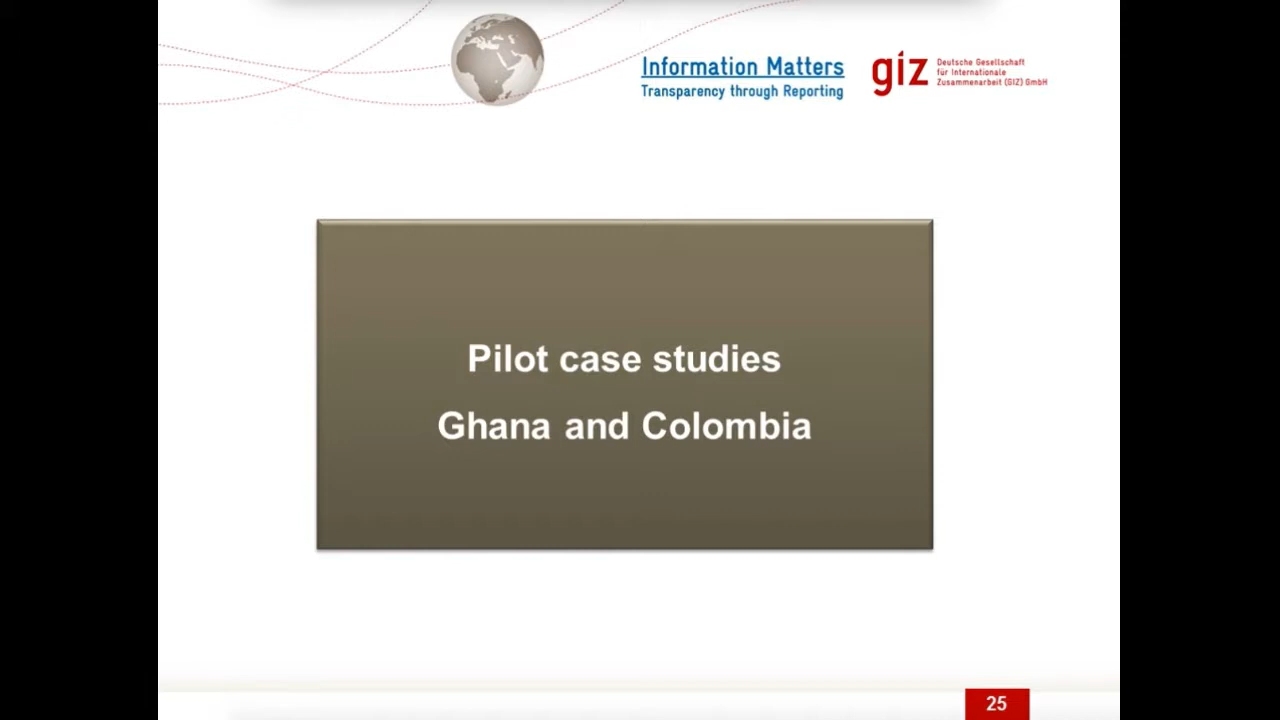 Information Matters
Transparency through Reporting
giz
Deutsche Gesellschaft
für Internationale
Zusammenarbeit (GIZ) GmbH
Pilot case studies
Ghana and Colombia
25